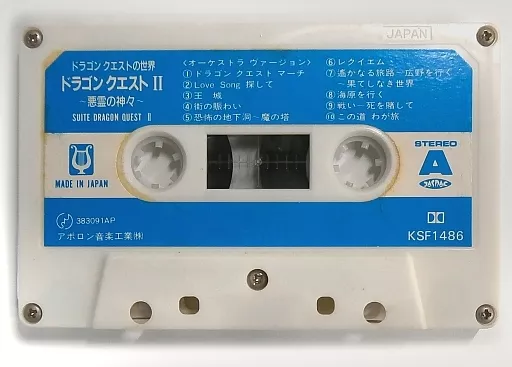 JAPAN
ドラゴン クエストの世界
ドラゴン クエスト II
～悪霊の神々～
SUITE DRAGON QUEST II
〈オーケストラ ヴァージョン〉
①ドラゴン クエスト マーチ
②Love Song 探して
③王 城
④街の賑わい
⑤恐怖の地下洞～魔の塔
⑥レクイエム
⑦遙かなる旅路～広野を行く
～果てしなき世界
⑧海原を行く
⑨戦い～死を賭して
⑩この道 わが旅
MADE IN JAPAN
STEREO
A
JASRAC
383091AP
アポロン音楽工業㈱
KSF1486